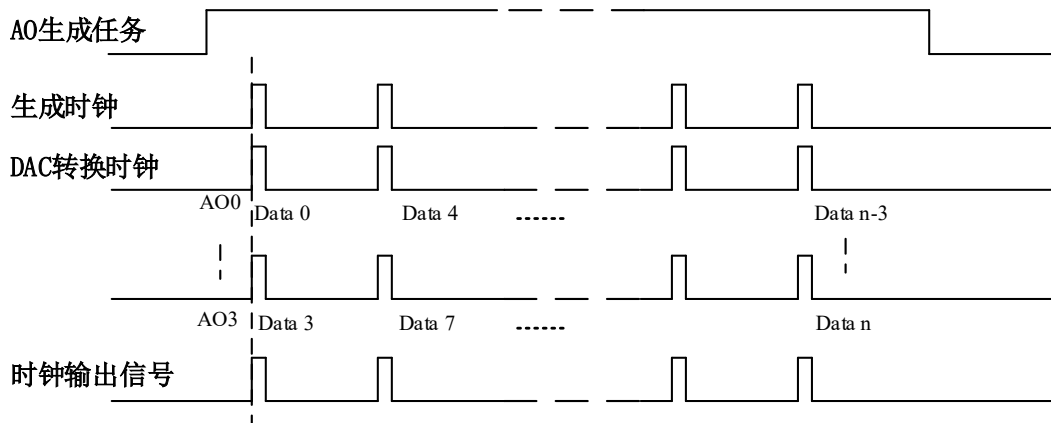 AO生成任务
生成时钟
DAC转换时钟
AO0 Data 0 Data 4 ...... Data n-3
AO3 Data 3 Data 7 ...... Data n
时钟输出信号